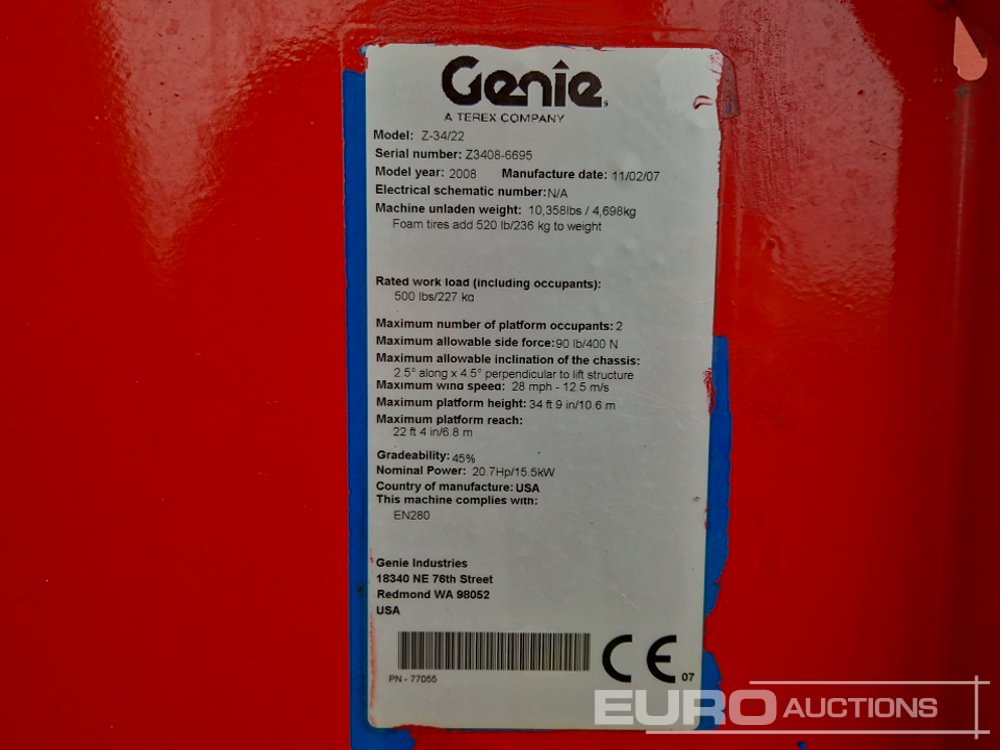 Genie
A TEREX COMPANY
Model: Z-34/22
Serial number: Z3408-6695
Model year: 2008 Manufacture date: 11/02/07
Electrical schematic number: N/A
Machine unladen weight: 10,358lbs / 4,698kg
Foam tires add 520 lb/236 kg to weight
Rated work load (including occupants):
500 lbs/227 kg
Maximum number of platform occupants: 2
Maximum allowable side force: 90 lb/400 N
Maximum allowable inclination of the chassis:
2.5° along x 4.5° perpendicular to lift structure
Maximum wind speed: 28 mph - 12.5 m/s
Maximum platform height: 34 ft 9 in/10.6 m
Maximum platform reach:
22 ft 4 in/6.8 m
Gradeability: 45%
Nominal Power: 20.7Hp/15.5kW
Country of manufacture: USA
This machine complies with:
EN280
Genie Industries
18340 NE 76th Street
Redmond WA 98052
USA
CE 07
PN - 77055
EURO AUCTIONS